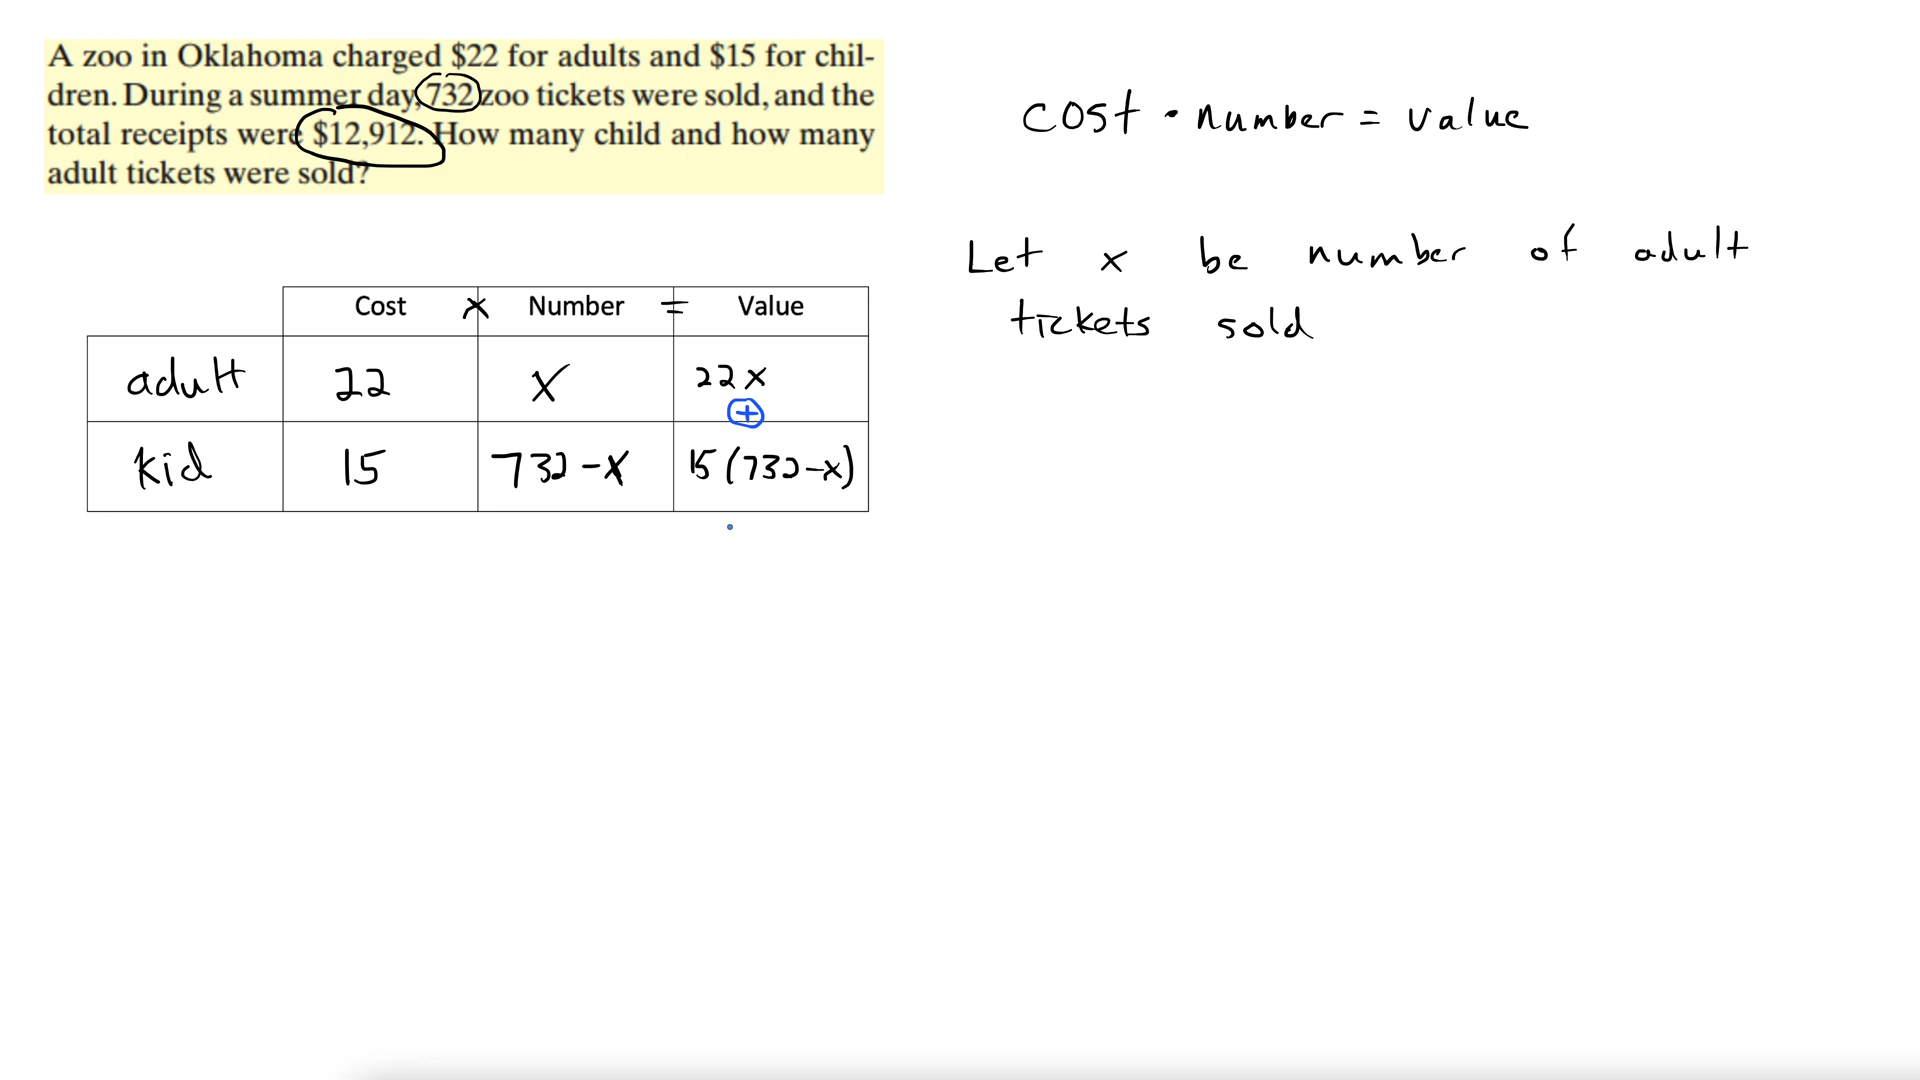 A zoo in Oklahoma charged $22 for adults and $15 for chil-
dren. During a summer day, 732 zoo tickets were sold, and the
total receipts were $12,912. How many child and how many
adult tickets were sold?
cost · number = value
Let x be number of adult
tickets sold
Cost × Number = Value
adult 22 x 22x
+
kid 15 732-x 15(732-x)